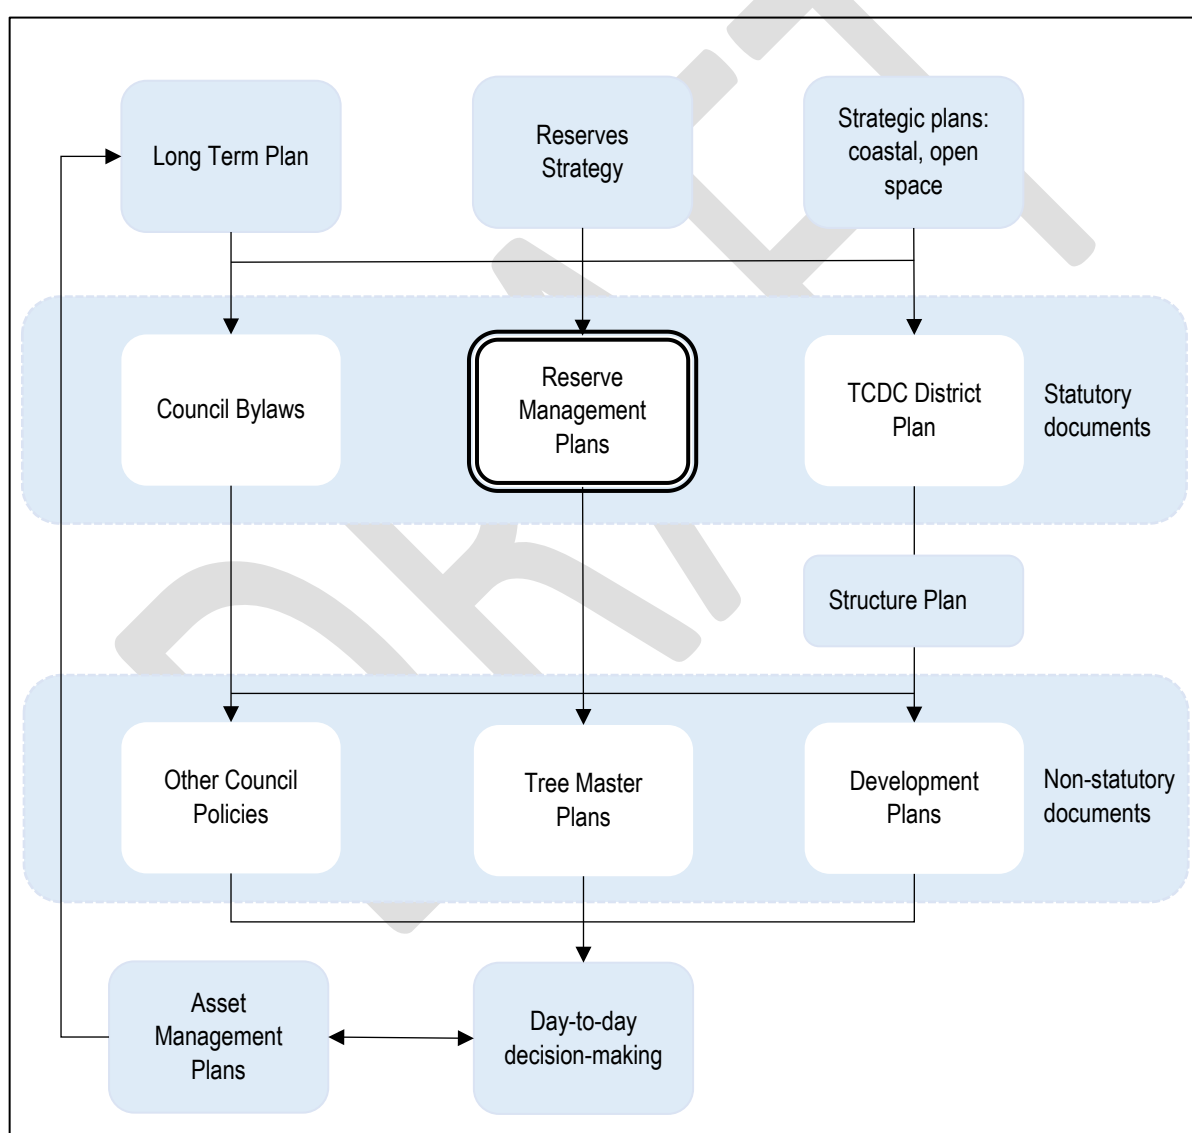 Long Term Plan
Reserves
Strategy
Strategic plans:
coastal, open
space
Council Bylaws
Reserve
Management
Plans
TCDC District
Plan
Statutory
documents
Structure Plan
Other Council
Policies
Tree Master
Plans
Development
Plans
Non-statutory
documents
Asset
Management
Plans
Day-to-day
decision-making
DRAFT